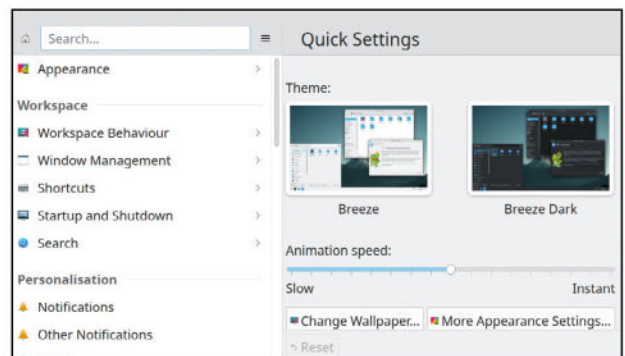 Search...
Quick Settings
Appearance
Workspace
Workspace Behaviour
Window Management
Shortcuts
Startup and Shutdown
Search
Personalisation
Notifications
Other Notifications
Theme:
Breeze
Breeze Dark
Animation speed:
Slow
Instant
Change Wallpaper...
More Appearance Settings...
Reset